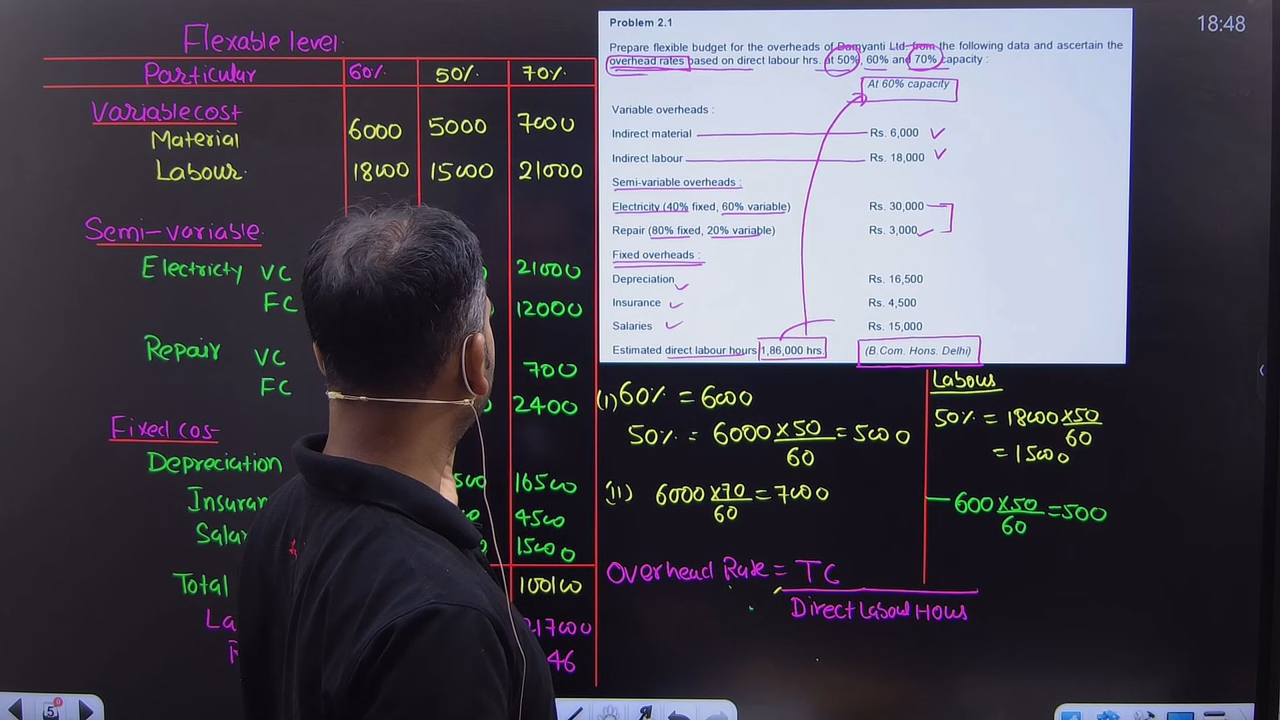 18:48
Flexable level.
Particular 60% 50% 70%
Variable cost
Material 6000 5000 7000
Labour. 18000 15000 21000
Semi-variable
Electricty VC 21000
FC 12000
Repair VC 700
FC 2400
Fixed cos
Depreciation 500 16500
Insuran 4500
Sala 15000
Total 100100
La 217000
46
Problem 2.1
Prepare flexible budget for the overheads of Damyanti Ltd. from the following data and ascertain the
overhead rates based on direct labour hrs. at 50%, 60% and 70% capacity :
At 60% capacity
Variable overheads :
Indirect material Rs. 6,000
Indirect labour Rs. 18,000
Semi-variable overheads :
Electricity (40% fixed, 60% variable) Rs. 30,000
Repair (80% fixed, 20% variable) Rs. 3,000
Fixed overheads :
Depreciation Rs. 16,500
Insurance Rs. 4,500
Salaries Rs. 15,000
Estimated direct labour hours 1,86,000 hrs. (B.Com. Hons. Delhi)
(I) 60% = 6000
50% = 6000 × 50 / 60 = 5000
(II) 6000 × 70 / 60 = 7000
Labous
50% = 18000 × 50 / 60
= 15000
600 × 50 / 60 = 500
Overhead Rate = TC
Direct Labour Hours
5